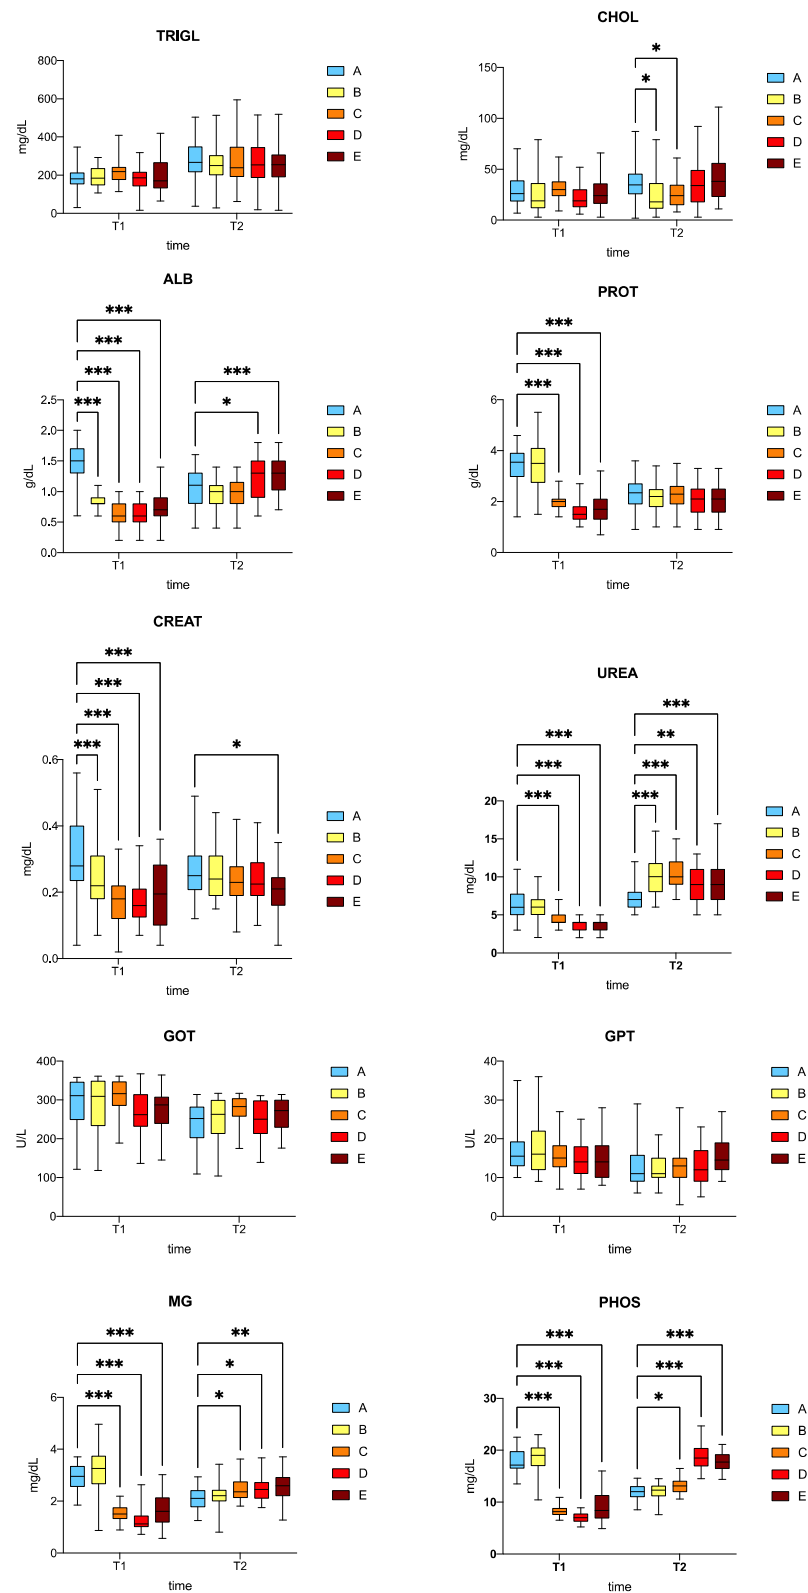 TRIGL
800
600
400
200
0
mg/dL
T1 T2
time
A
B
C
D
E
CHOL
150
100
50
0
mg/dL
* *
T1 T2
time
A
B
C
D
E
ALB
2.5
2.0
1.5
1.0
0.5
0.0
g/dL
***
***
*** ***
*** *
T1 T2
time
A
B
C
D
E
PROT
6
4
2
0
g/dL
***
***
***
T1 T2
time
A
B
C
D
E
CREAT
0.6
0.4
0.2
0.0
mg/dL
***
***
***
*** *
T1 T2
time
A
B
C
D
E
UREA
20
15
10
5
0
mg/dL
***
*** **
*** ***
*** ***
T1 T2
time
A
B
C
D
E
GOT
400
300
200
100
0
U/L
T1 T2
time
A
B
C
D
E
GPT
40
30
20
10
0
U/L
T1 T2
time
A
B
C
D
E
MG
6
4
2
0
mg/dL
*** **
*** *
*** *
T1 T2
time
A
B
C
D
E
PHOS
30
20
10
0
mg/dL
*** ***
*** ***
*** *
T1 T2
time
A
B
C
D
E